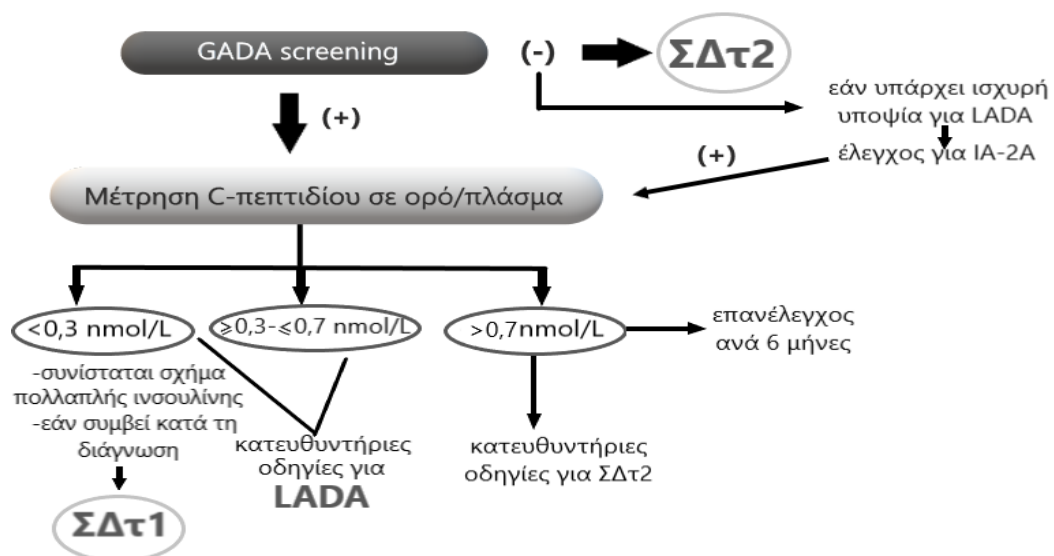 GADA screening
(-)
ΣΔτ2
εάν υπάρχει ισχυρή
υποψία για LADA
(+)
(+)
έλεγχος για IA-2A
Μέτρηση C-πεπτιδίου σε ορό/πλάσμα
<0,3 nmol/L
⩾0,3-⩽0,7 nmol/L
>0,7nmol/L
επανέλεγχος
ανά 6 μήνες
-συνίσταται σχήμα
πολλαπλής ινσουλίνης
-εάν συμβεί κατά τη
διάγνωση
κατευθυντήριες
οδηγίες για
LADA
κατευθυντήριες
οδηγίες για ΣΔτ2
ΣΔτ1